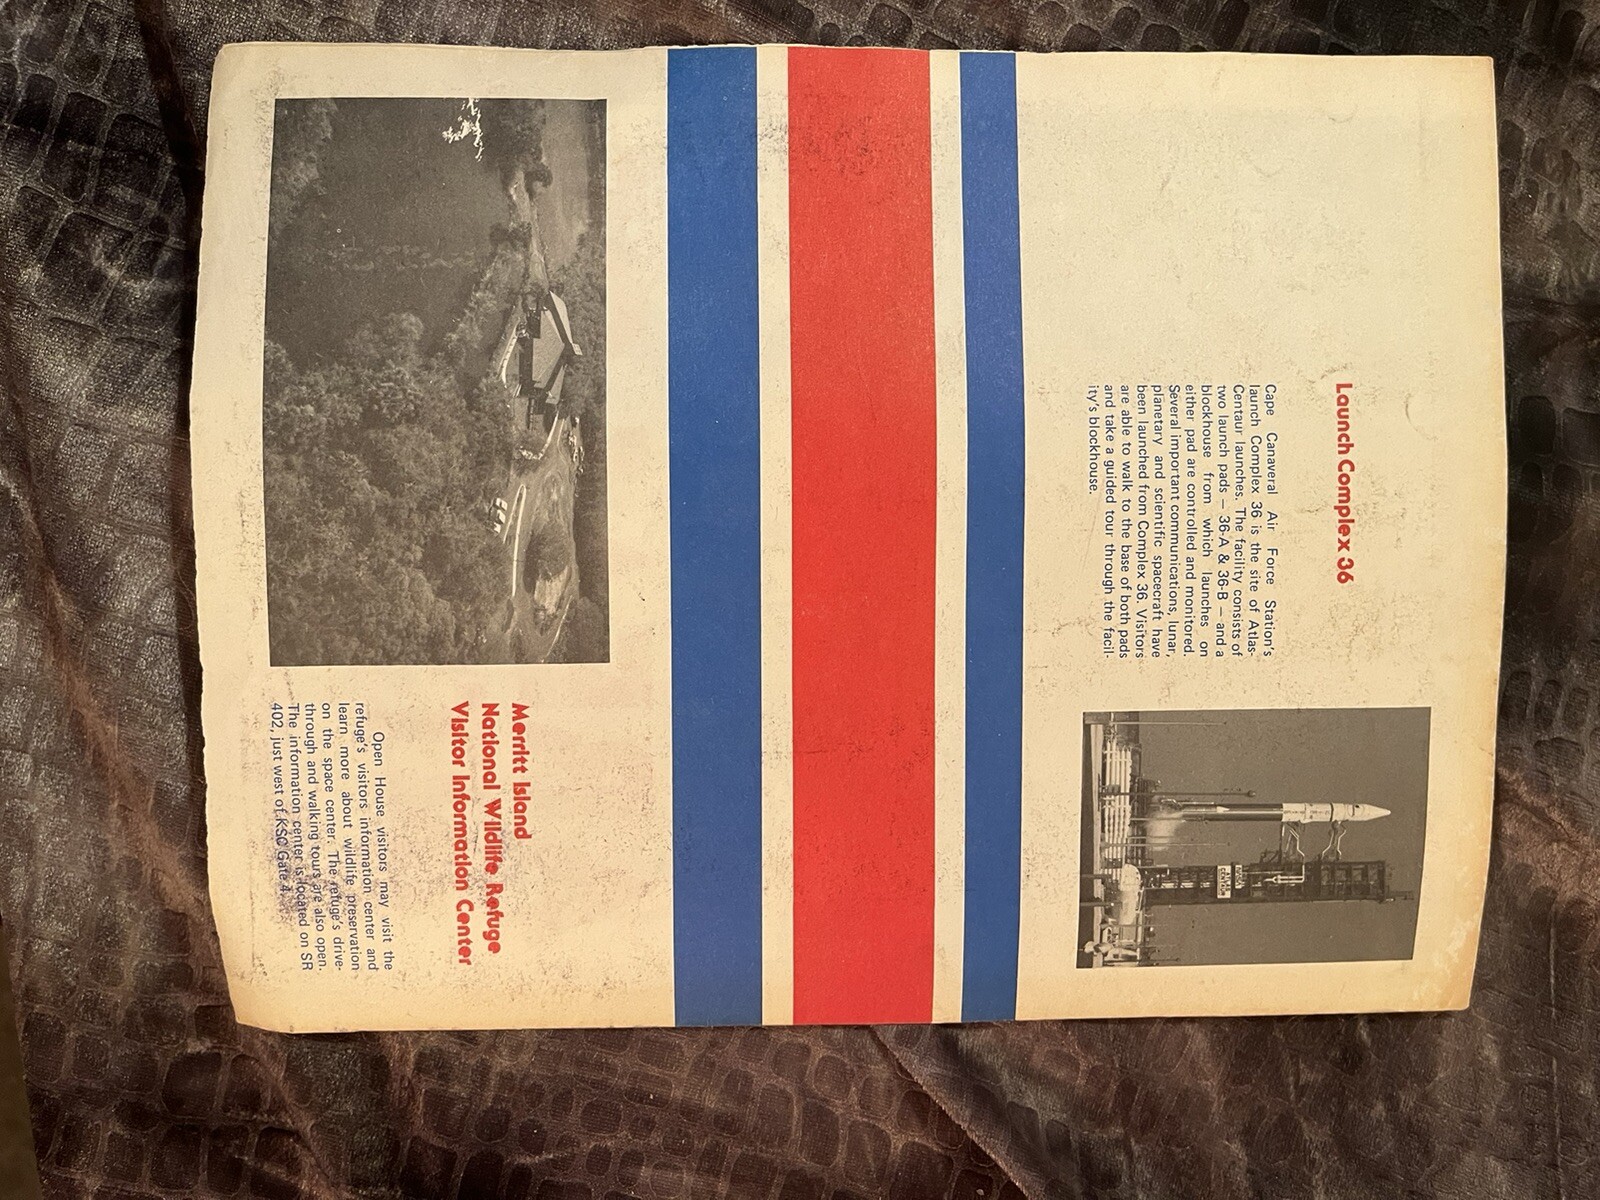 Launch Complex 36
Cape Canaveral Air Force Station's
launch Complex 36 is the site of Atlas-
Centaur launches. The facility consists of
two launch pads – 36-A & 36-B – and a
blockhouse from which launches on
either pad are controlled and monitored.
Several important communications, lunar,
planetary and scientific spacecraft have
been launched from Complex 36. Visitors
are able to walk to the base of both pads
and take a guided tour through the facil-
ity's blockhouse.
Merritt Island
National Wildlife Refuge
Visitor Information Center
Open House visitors may visit the
refuge's visitors information center and
learn more about wildlife preservation
on the space center. The refuge's drive-
through and walking tours are also open.
The information center is located on SR
402, just west of KSC Gate 4.